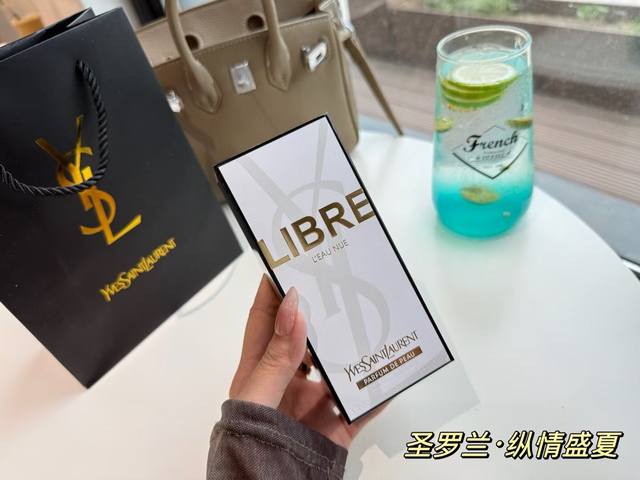 YSL
YVESSAINTLAURENT
LIBRE
L'EAU NUE
YVESSAINTLAURENT
PARFUM DE PEAU
French
圣罗兰·纵情盛夏